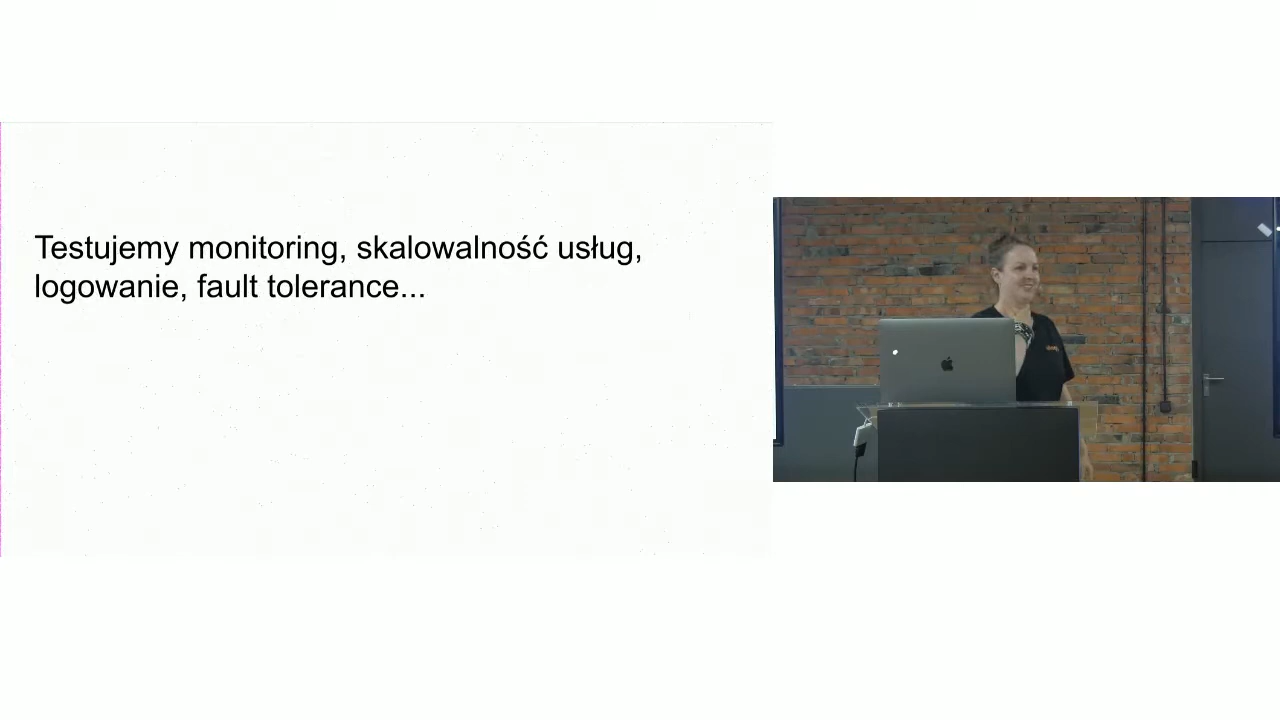 Testujemy monitoring, skalowalność usług,
logowanie, fault tolerance...